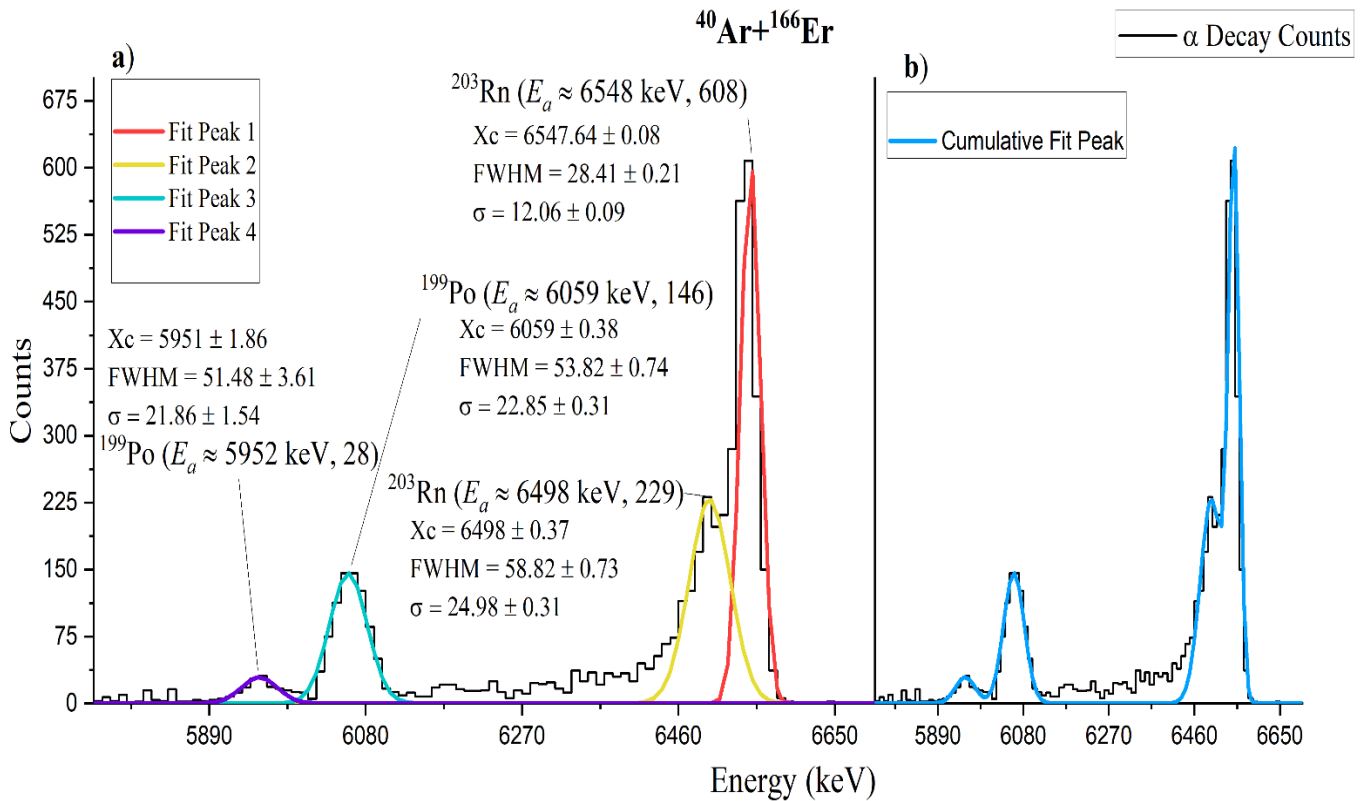 ⁴⁰Ar+¹⁶⁶Er
α Decay Counts
a)
b)
Fit Peak 1
Fit Peak 2
Fit Peak 3
Fit Peak 4
Cumulative Fit Peak
²⁰³Rn (Eₐ ≈ 6548 keV, 608)
Xc = 6547.64 ± 0.08
FWHM = 28.41 ± 0.21
σ = 12.06 ± 0.09
¹⁹⁹Po (Eₐ ≈ 6059 keV, 146)
Xc = 6059 ± 0.38
FWHM = 53.82 ± 0.74
σ = 22.85 ± 0.31
Xc = 5951 ± 1.86
FWHM = 51.48 ± 3.61
σ = 21.86 ± 1.54
¹⁹⁹Po (Eₐ ≈ 5952 keV, 28)
²⁰³Rn (Eₐ ≈ 6498 keV, 229)
Xc = 6498 ± 0.37
FWHM = 58.82 ± 0.73
σ = 24.98 ± 0.31
Counts
675
600
525
450
375
300
225
150
75
0
5890 6080 6270 6460 6650
5890 6080 6270 6460 6650
Energy (keV)